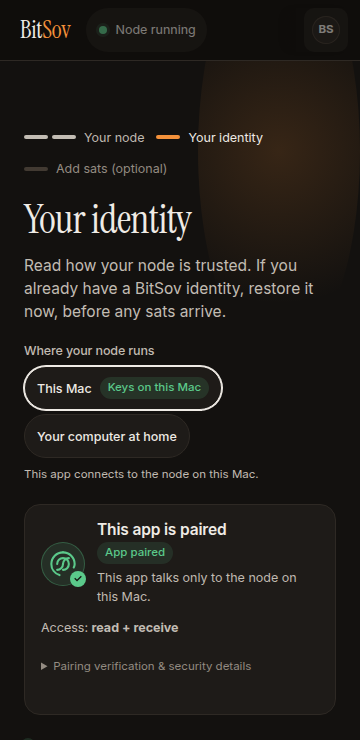 BitSov
Node running
BS
Your node
Your identity
Add sats (optional)
Your identity
Read how your node is trusted. If you
already have a BitSov identity, restore it
now, before any sats arrive.
Where your node runs
This Mac
Keys on this Mac
Your computer at home
This app connects to the node on this Mac.
This app is paired
App paired
This app talks only to the node on
this Mac.
Access: read + receive
Pairing verification & security details